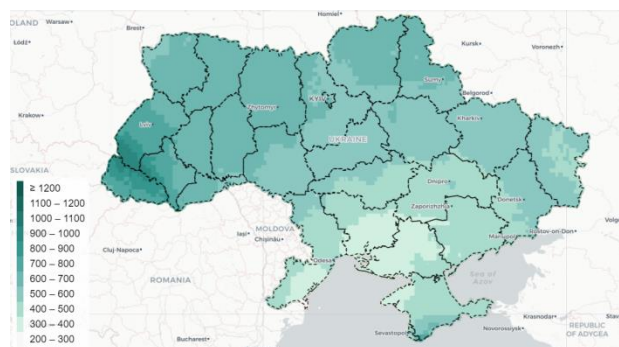 POLAND
Warsaw
Brest
Homiel
Łódź
Kursk
Voronezh
Sumy
Belgorod
Krakow
Lviv
Zhytomyr
KYIV
UKRAINE
Kharkiv
SLOVAKIA
Dnipro
Donetsk
Zaporizhzhia
Iași
MOLDOVA
Chișinău
Mariupol
Rostov-on-Don
Cluj-Napoca
Odesa
Sea of
Azov
ROMANIA
Bucharest
Sevastopol
Krasnodar
Novorossiysk
REPUBLIC
OF ADYGEA
≥ 1200
1100 – 1200
1000 – 1100
900 – 1000
800 – 900
700 – 800
600 – 700
500 – 600
400 – 500
300 – 400
200 – 300